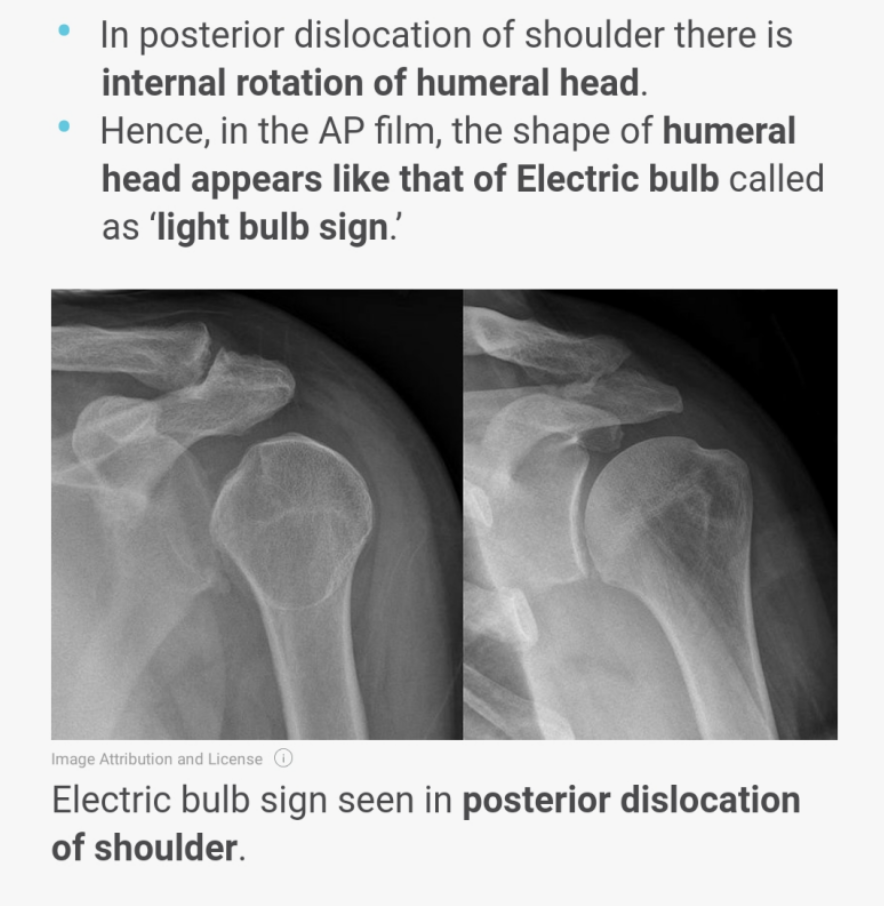 • In posterior dislocation of shoulder there is
internal rotation of humeral head.
• Hence, in the AP film, the shape of humeral
head appears like that of Electric bulb called
as ‘light bulb sign.’
Image Attribution and License ⓘ
Electric bulb sign seen in posterior dislocation
of shoulder.